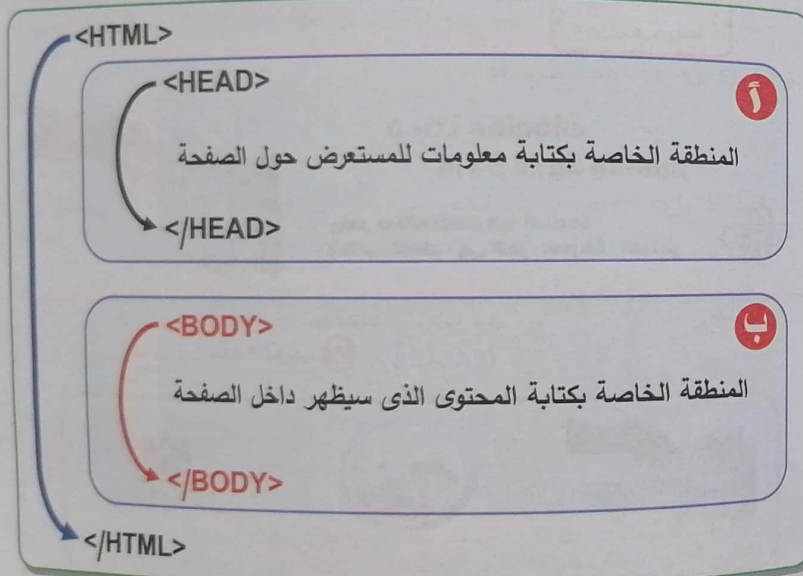 <HTML>
<HEAD>
أ
المنطقة الخاصة بكتابة معلومات للمستعرض حول الصفحة
</HEAD>
<BODY>
ب
المنطقة الخاصة بكتابة المحتوى الذى سيظهر داخل الصفحة
</BODY>
</HTML>